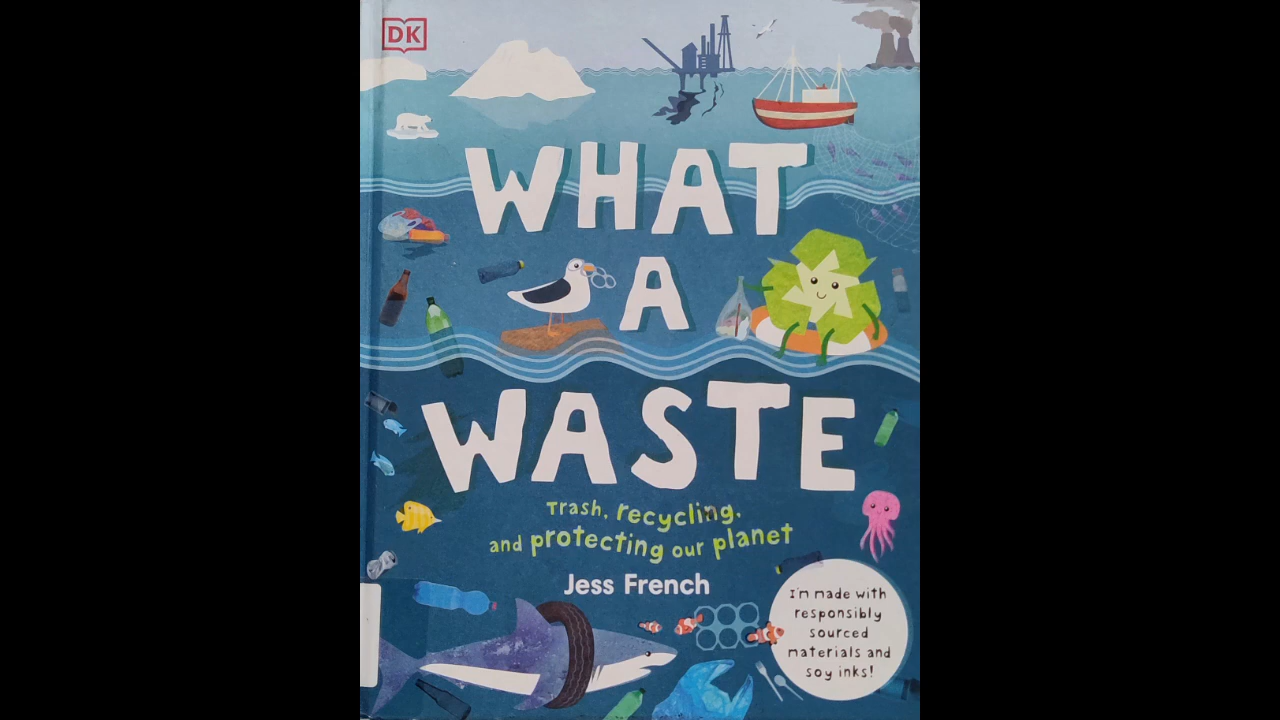 DK
WHAT
A
WASTE
Trash, recycling,
and protecting our planet
Jess French
I'm made with
responsibly
sourced
materials and
soy inks!